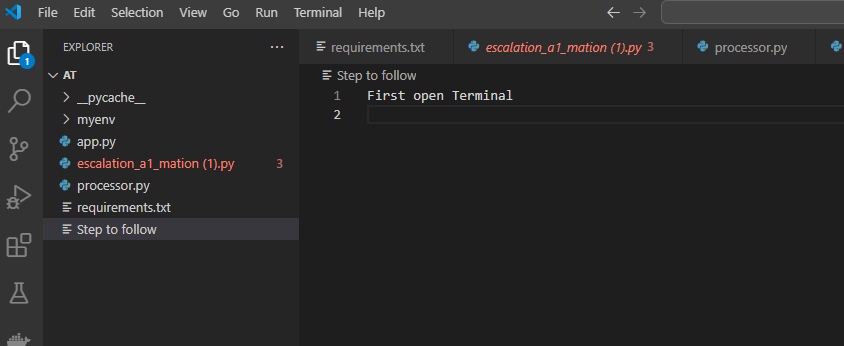 File Edit Selection View Go Run Terminal Help
EXPLORER
AT
__pycache__
myenv
app.py
escalation_a1_mation (1).py 3
processor.py
requirements.txt
Step to follow
1
requirements.txt escalation_a1_mation (1).py 3 processor.py
Step to follow
1 First open Terminal
2